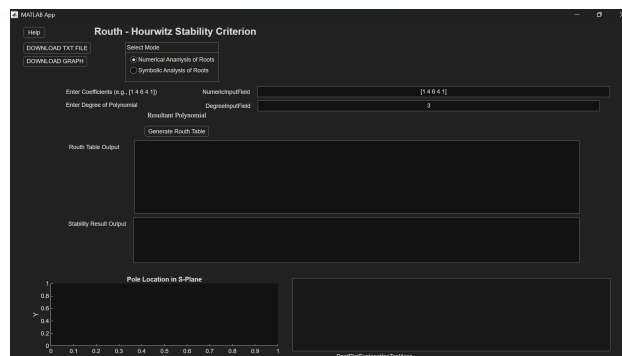 MATLAB App
Help
Routh - Hourwitz Stability Criterion
DOWNLOAD TXT FILE
DOWNLOAD GRAPH
Select Mode
Numerical Ananlysis of Roots
Symbolic Analysis of Roots
Enter Coefficients (e.g., [1 4 6 4 1]) NumericInputField [1 4 6 4 1]
Enter Degree of Polynomial DegreeInputField 3
Resultant Polynomial
Generate Routh Table
Routh Table Output
Stability Result Output
Pole Location in S-Plane
1
0.8
0.6
Y
0.4
0.2
0
0 0.1 0.2 0.3 0.4 0.5 0.6 0.7 0.8 0.9 1